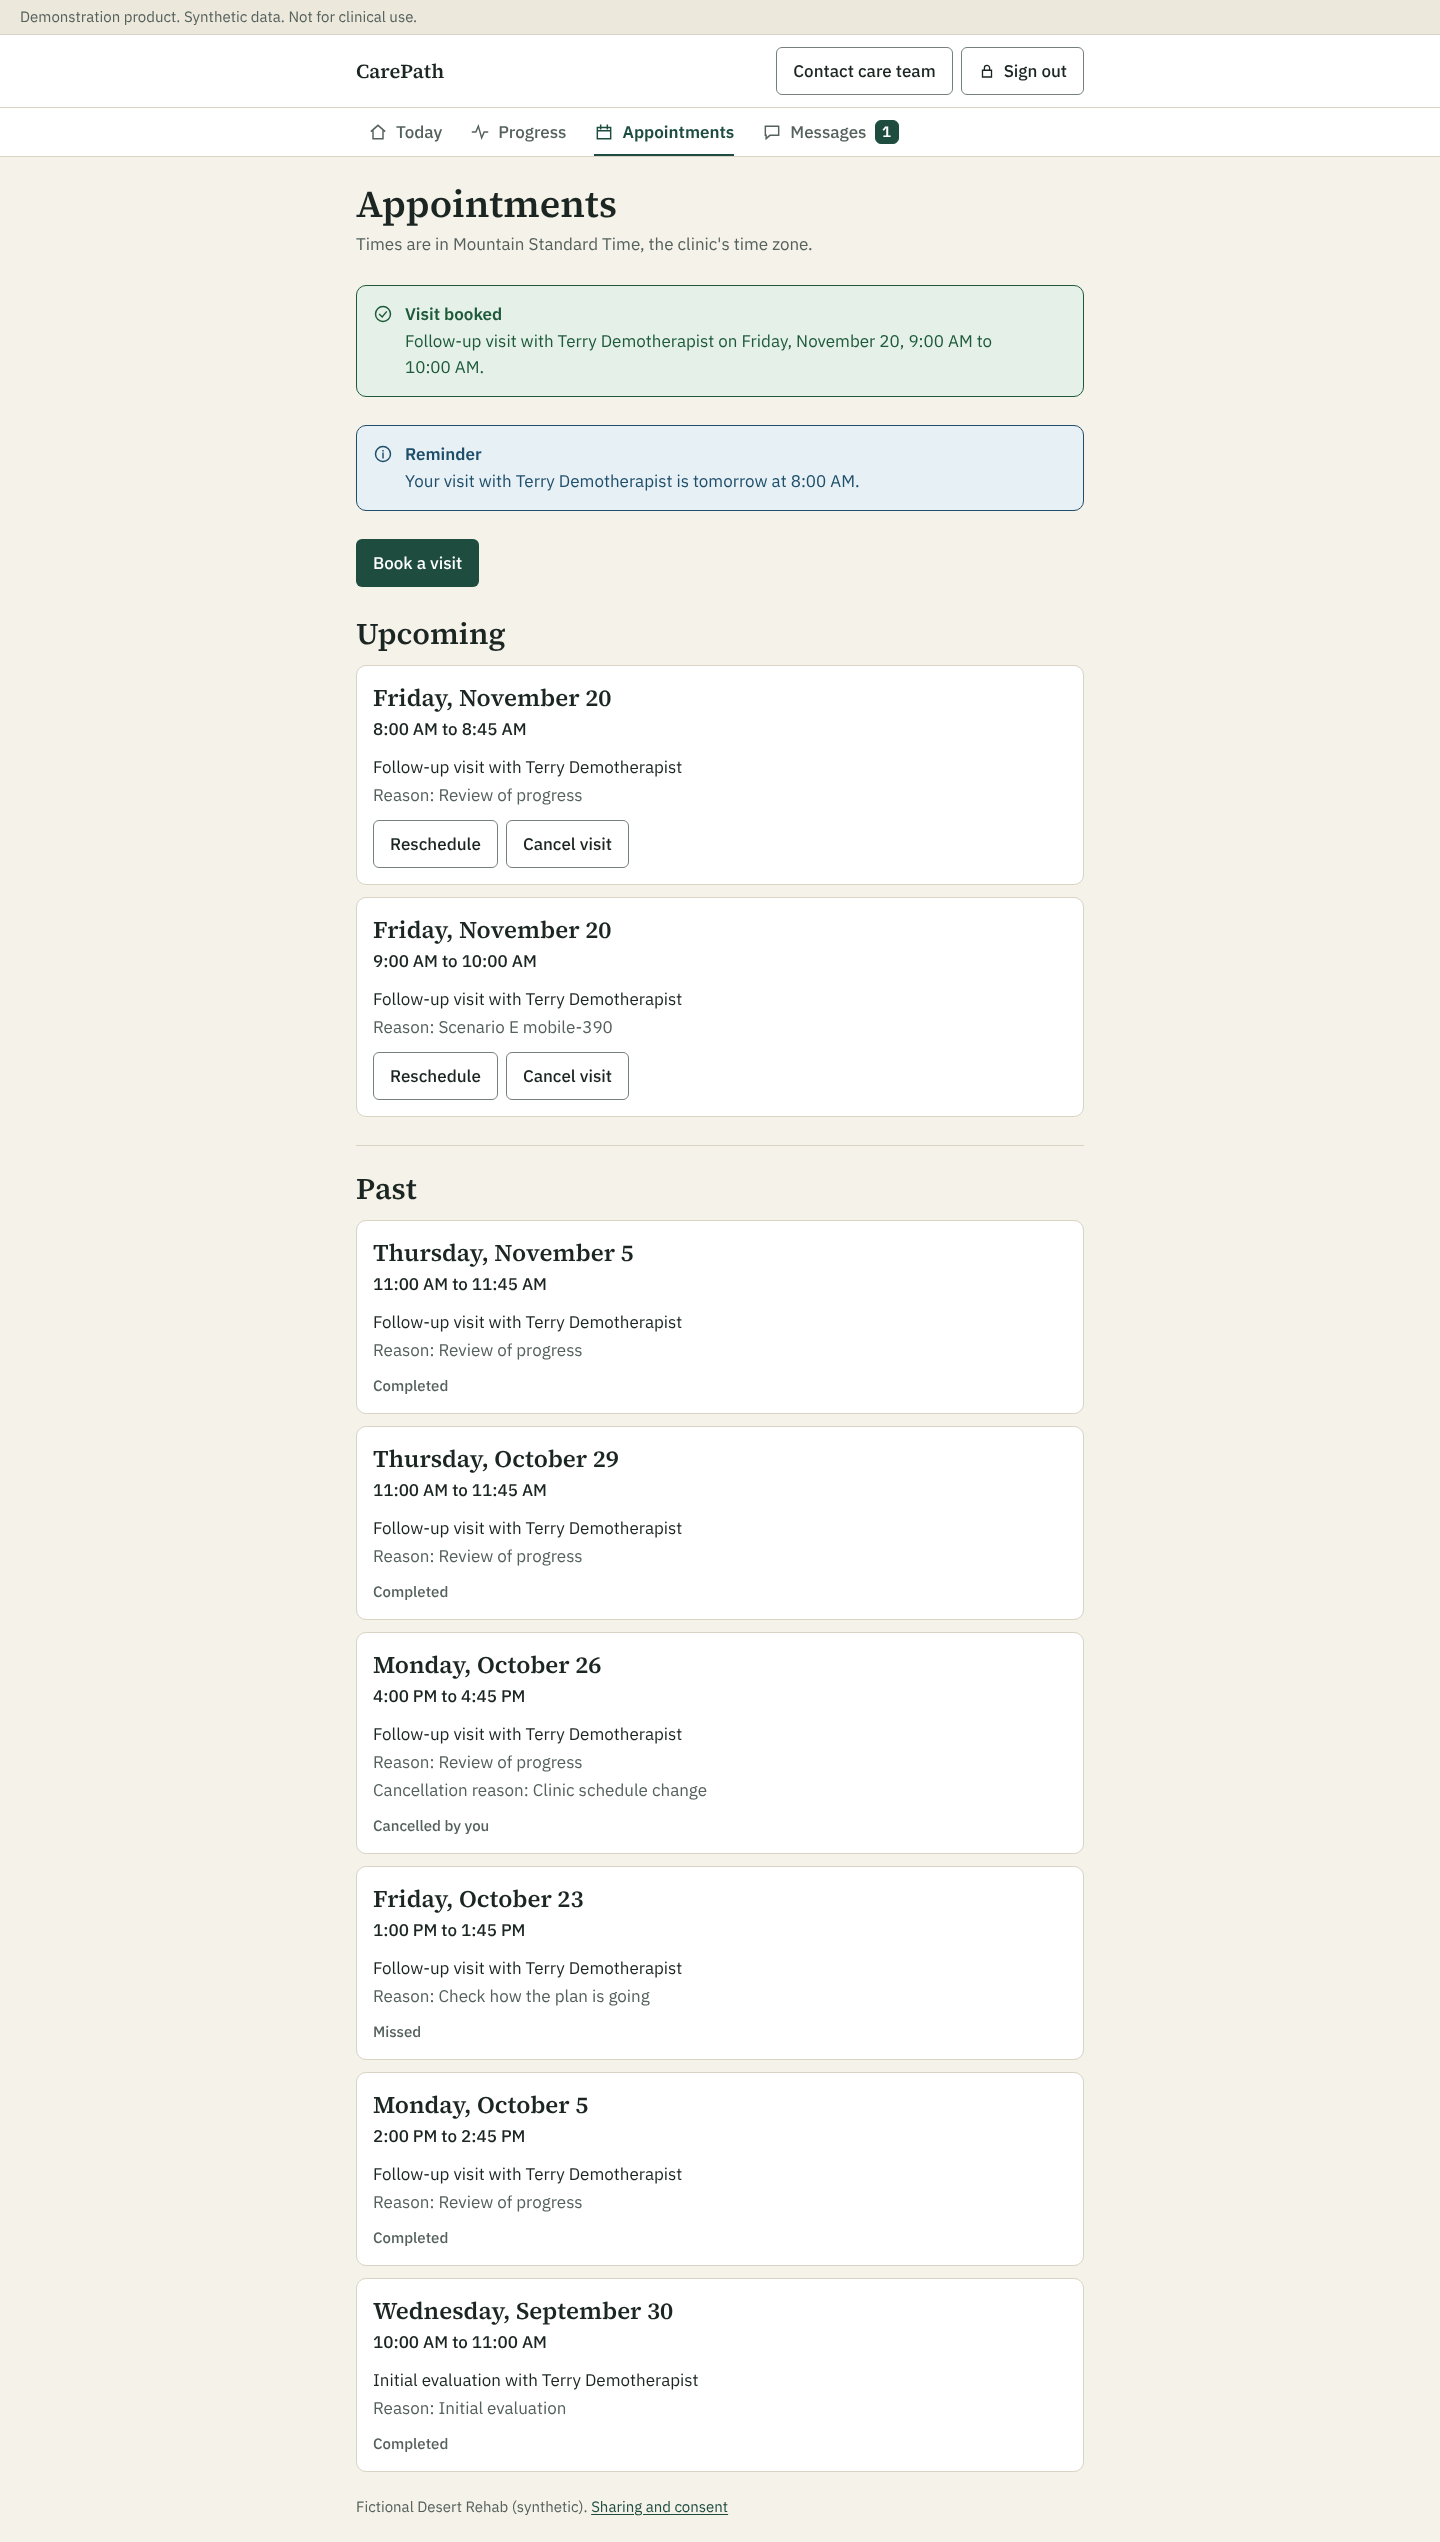 Demonstration product. Synthetic data. Not for clinical use.
CarePath
Contact care team
Sign out
Today
Progress
Appointments
Messages
1
Appointments
Times are in Mountain Standard Time, the clinic's time zone.
Visit booked
Follow-up visit with Terry Demotherapist on Friday, November 20, 9:00 AM to
10:00 AM.
Reminder
Your visit with Terry Demotherapist is tomorrow at 8:00 AM.
Book a visit
Upcoming
Friday, November 20
8:00 AM to 8:45 AM
Follow-up visit with Terry Demotherapist
Reason: Review of progress
Reschedule
Cancel visit
Friday, November 20
9:00 AM to 10:00 AM
Follow-up visit with Terry Demotherapist
Reason: Scenario E mobile-390
Reschedule
Cancel visit
Past
Thursday, November 5
11:00 AM to 11:45 AM
Follow-up visit with Terry Demotherapist
Reason: Review of progress
Completed
Thursday, October 29
11:00 AM to 11:45 AM
Follow-up visit with Terry Demotherapist
Reason: Review of progress
Completed
Monday, October 26
4:00 PM to 4:45 PM
Follow-up visit with Terry Demotherapist
Reason: Review of progress
Cancellation reason: Clinic schedule change
Cancelled by you
Friday, October 23
1:00 PM to 1:45 PM
Follow-up visit with Terry Demotherapist
Reason: Check how the plan is going
Missed
Monday, October 5
2:00 PM to 2:45 PM
Follow-up visit with Terry Demotherapist
Reason: Review of progress
Completed
Wednesday, September 30
10:00 AM to 11:00 AM
Initial evaluation with Terry Demotherapist
Reason: Initial evaluation
Completed
Fictional Desert Rehab (synthetic). Sharing and consent